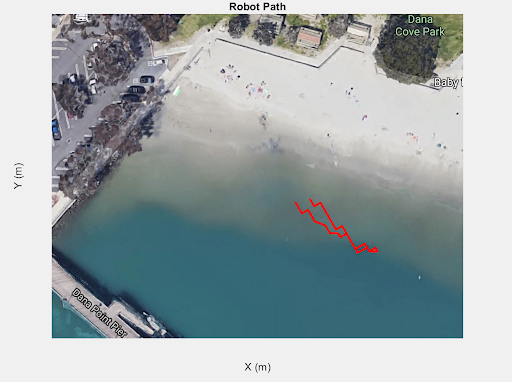 Robot Path
Dana
Cove Park
Baby
Dana Point Pier
Y (m)
X (m)